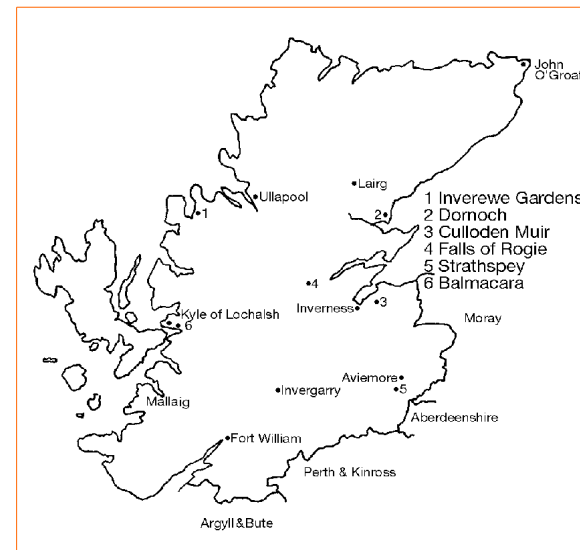 John
O'Groat
Lairg
Ullapool
1
2
1 Inverewe Gardens
2 Dornoch
3 Culloden Muir
4 Falls of Rogie
5 Strathspey
6 Balmacara
4
Inverness
3
Kyle of Lochalsh
6
Moray
Aviemore
5
Invergarry
Mallaig
Aberdeenshire
Fort William
Perth & Kinross
Argyll & Bute